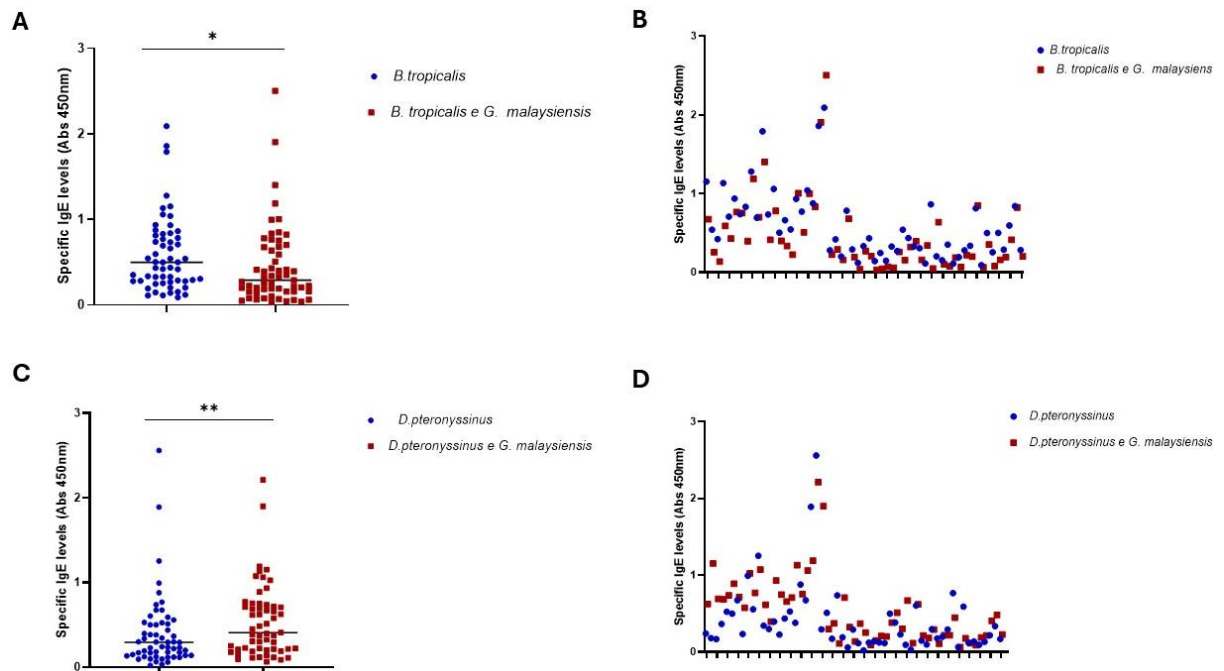 A
*
3
2
1
0
Specific IgE levels (Abs 450nm)
B.tropicalis
B. tropicalis e G. malaysiensis
B
3
2
1
0
Specific IgE levels (Abs 450nm)
B.tropicalis
B. tropicalis e G. malaysiens
C
**
3
2
1
0
Specific IgE levels (Abs 450nm)
D.pteronyssinus
D.pteronyssinus e G. malaysiensis
D
3
2
1
0
Specific IgE levels (Abs 450nm)
D.pteronyssinus
D.pteronyssinus e G. malaysiensis